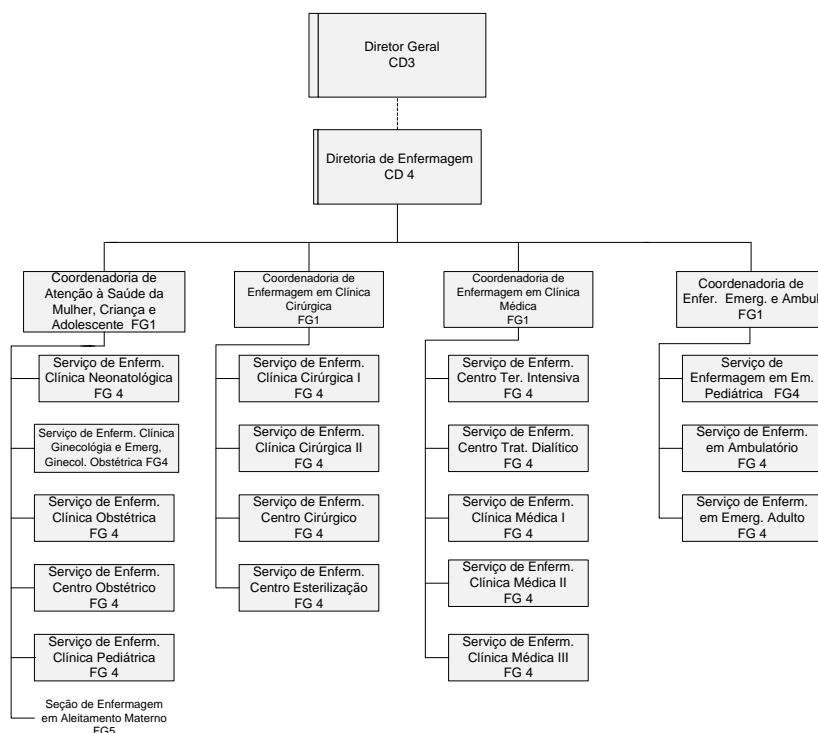 Diretor Geral
CD3
Diretoria de Enfermagem
CD 4
Coordenadoria de
Atenção à Saúde da
Mulher, Criança e
Adolescente FG1
Serviço de Enferm.
Clínica Neonatológica
FG 4
Serviço de Enferm. Clínica
Ginecológia e Emerg,
Ginecol. Obstétrica FG4
Serviço de Enferm.
Clínica Obstétrica
FG 4
Serviço de Enferm.
Centro Obstétrico
FG 4
Serviço de Enferm.
Clínica Pediátrica
FG 4
Seção de Enfermagem
em Aleitamento Materno
FG5
Coordenadoria de
Enfermagem em Clínica
Cirúrgica
FG1
Serviço de Enferm.
Clínica Cirúrgica I
FG 4
Serviço de Enferm.
Clínica Cirúrgica II
FG 4
Serviço de Enferm.
Centro Cirúrgico
FG 4
Serviço de Enferm.
Centro Esterilização
FG 4
Coordenadoria de
Enfermagem em Clínica
Médica
FG1
Serviço de Enferm.
Centro Ter. Intensiva
FG 4
Serviço de Enferm.
Centro Trat. Dialítico
FG 4
Serviço de Enferm.
Clínica Médica I
FG 4
Serviço de Enferm.
Clínica Médica II
FG 4
Serviço de Enferm.
Clínica Médica III
FG 4
Coordenadoria de
Enfer. Emerg. e Ambul
FG1
Serviço de
Enfermagem em Em.
Pediátrica FG4
Serviço de Enferm.
em Ambulatório
FG 4
Serviço de Enferm.
em Emerg. Adulto
FG 4